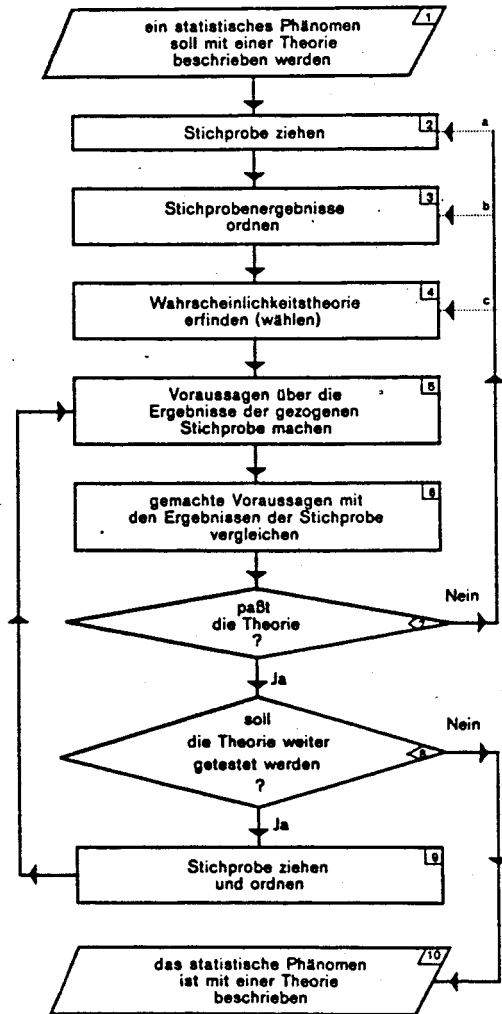 1
ein statistisches Phänomen
soll mit einer Theorie
beschrieben werden
2
a
Stichprobe ziehen
3
Stichprobenergebnisse
b
ordnen
4
Wahrscheinlichkeitstheorie
c
erfinden (wählen)
5
Voraussagen über die
Ergebnisse der gezogenen
Stichprobe machen
6
gemachte Voraussagen mit
den Ergebnissen der Stichprobe
vergleichen
Nein
paßt
die Theorie
7
?
Ja
soll
Nein
die Theorie weiter
8
getestet werden
?
Ja
9
Stichprobe ziehen
und ordnen
10
das statistische Phänomen
ist mit einer Theorie
beschrieben